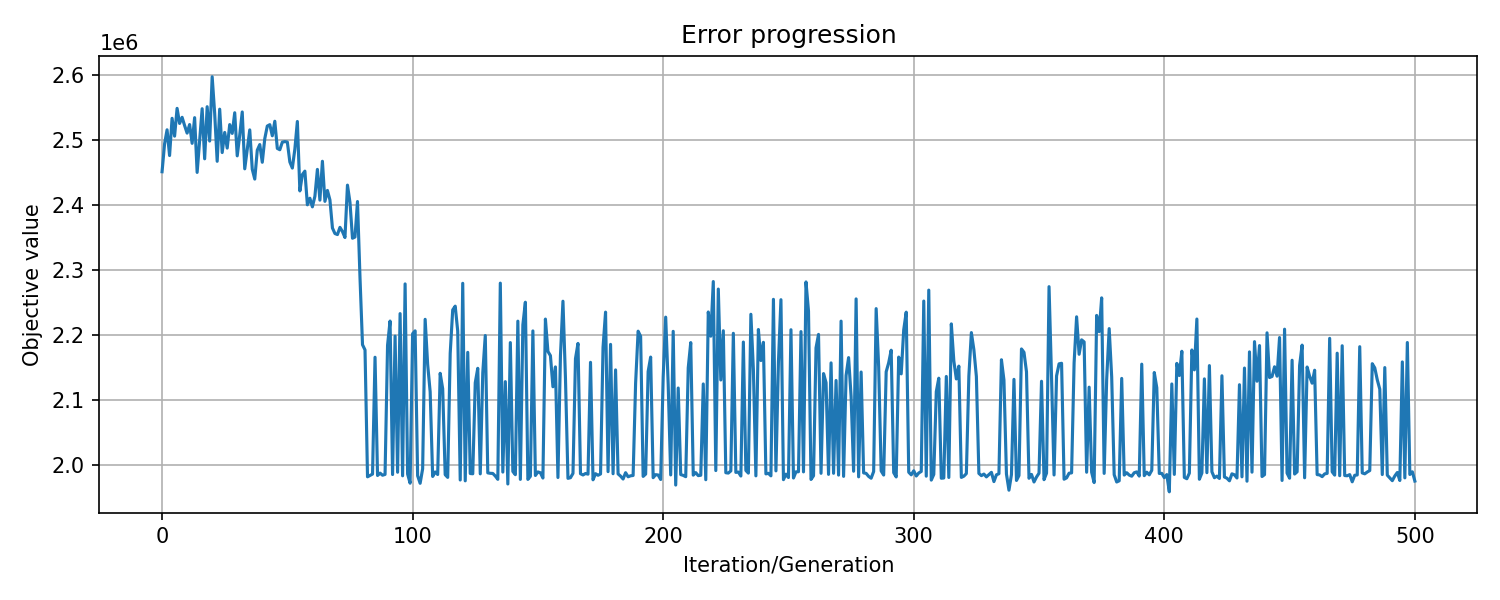 Error progression
1e6
2.6
2.5
2.4
2.3
2.2
2.1
2.0
Objective value
0 100 200 300 400 500
Iteration/Generation